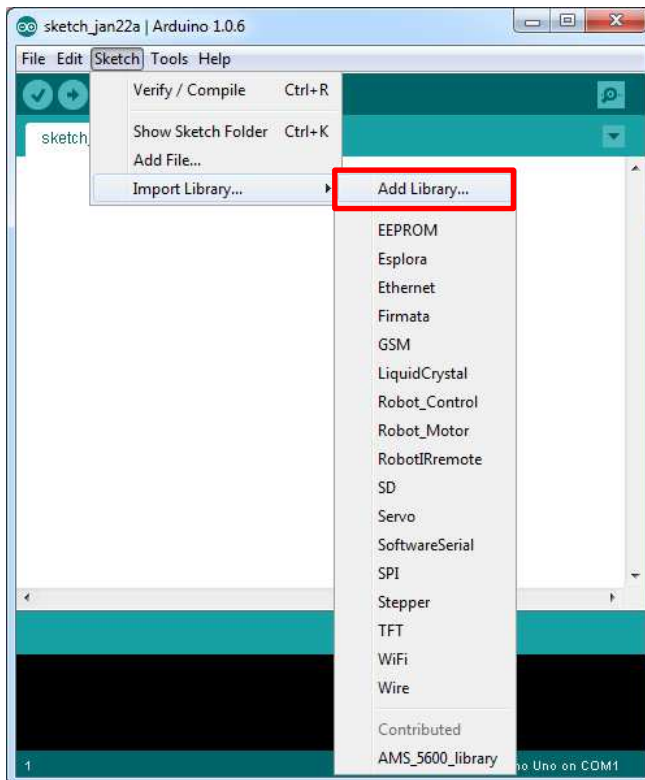 sketch_jan22a | Arduino 1.0.6
File Edit Sketch Tools Help
Verify / Compile Ctrl+R
Show Sketch Folder Ctrl+K
sketch_
Add File...
Import Library...
Add Library...
EEPROM
Esplora
Ethernet
Firmata
GSM
LiquidCrystal
Robot_Control
Robot_Motor
RobotIRremote
SD
Servo
SoftwareSerial
SPI
Stepper
TFT
WiFi
Wire
Contributed
AMS_5600_library
1 no Uno on COM1